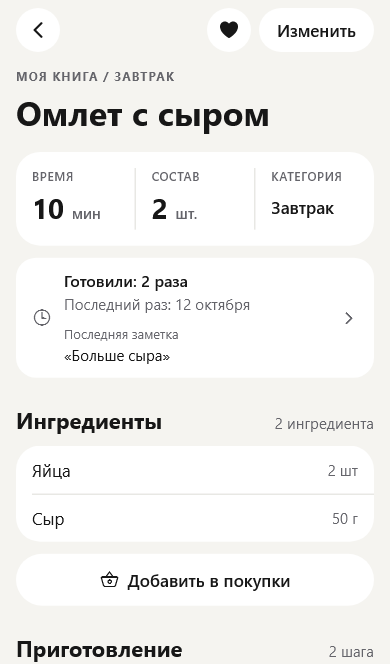 Изменить
МОЯ КНИГА / ЗАВТРАК
Омлет с сыром
ВРЕМЯ СОСТАВ КАТЕГОРИЯ
10 мин 2 шт. Завтрак
Готовили: 2 раза
Последний раз: 12 октября
Последняя заметка
«Больше сыра»
Ингредиенты 2 ингредиента
Яйца 2 шт
Сыр 50 г
Добавить в покупки
Приготовление 2 шага